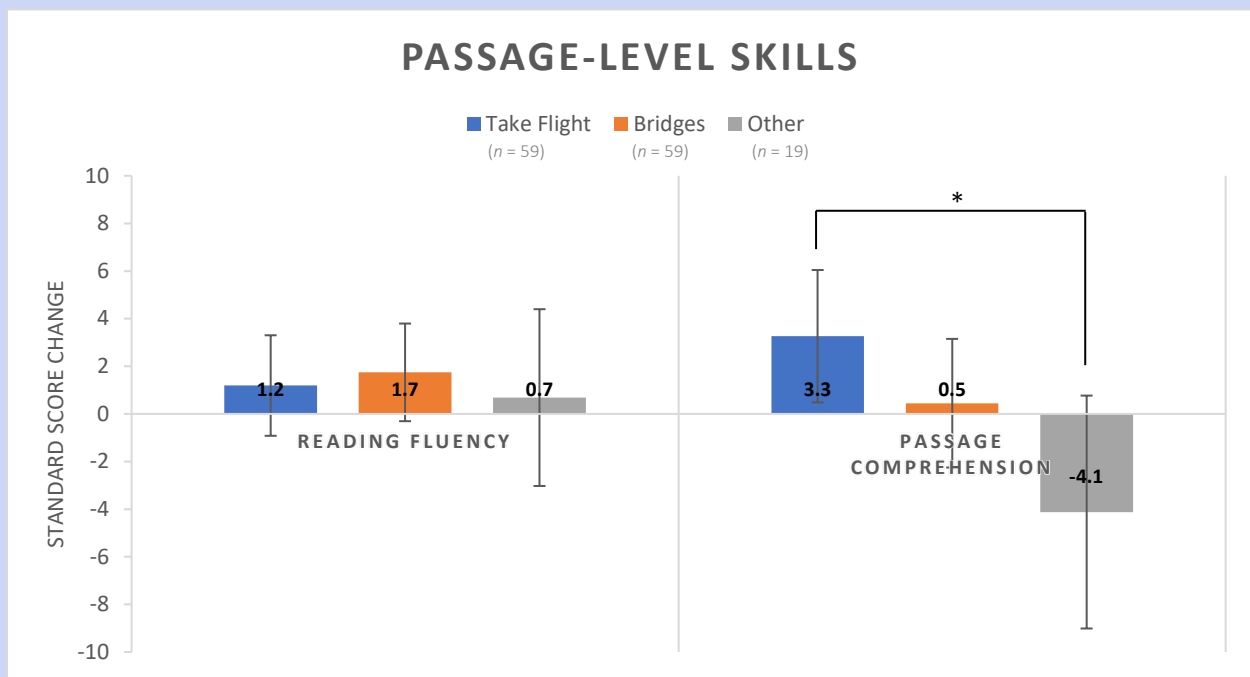 PASSAGE-LEVEL SKILLS
Take Flight Bridges Other
(n = 59) (n = 59) (n = 19)
STANDARD SCORE CHANGE
10
8
6
4
2
0
-2
-4
-6
-8
-10
*
1.2 1.7 0.7 3.3 0.5
READING FLUENCY PASSAGE
COMPREHENSION
-4.1